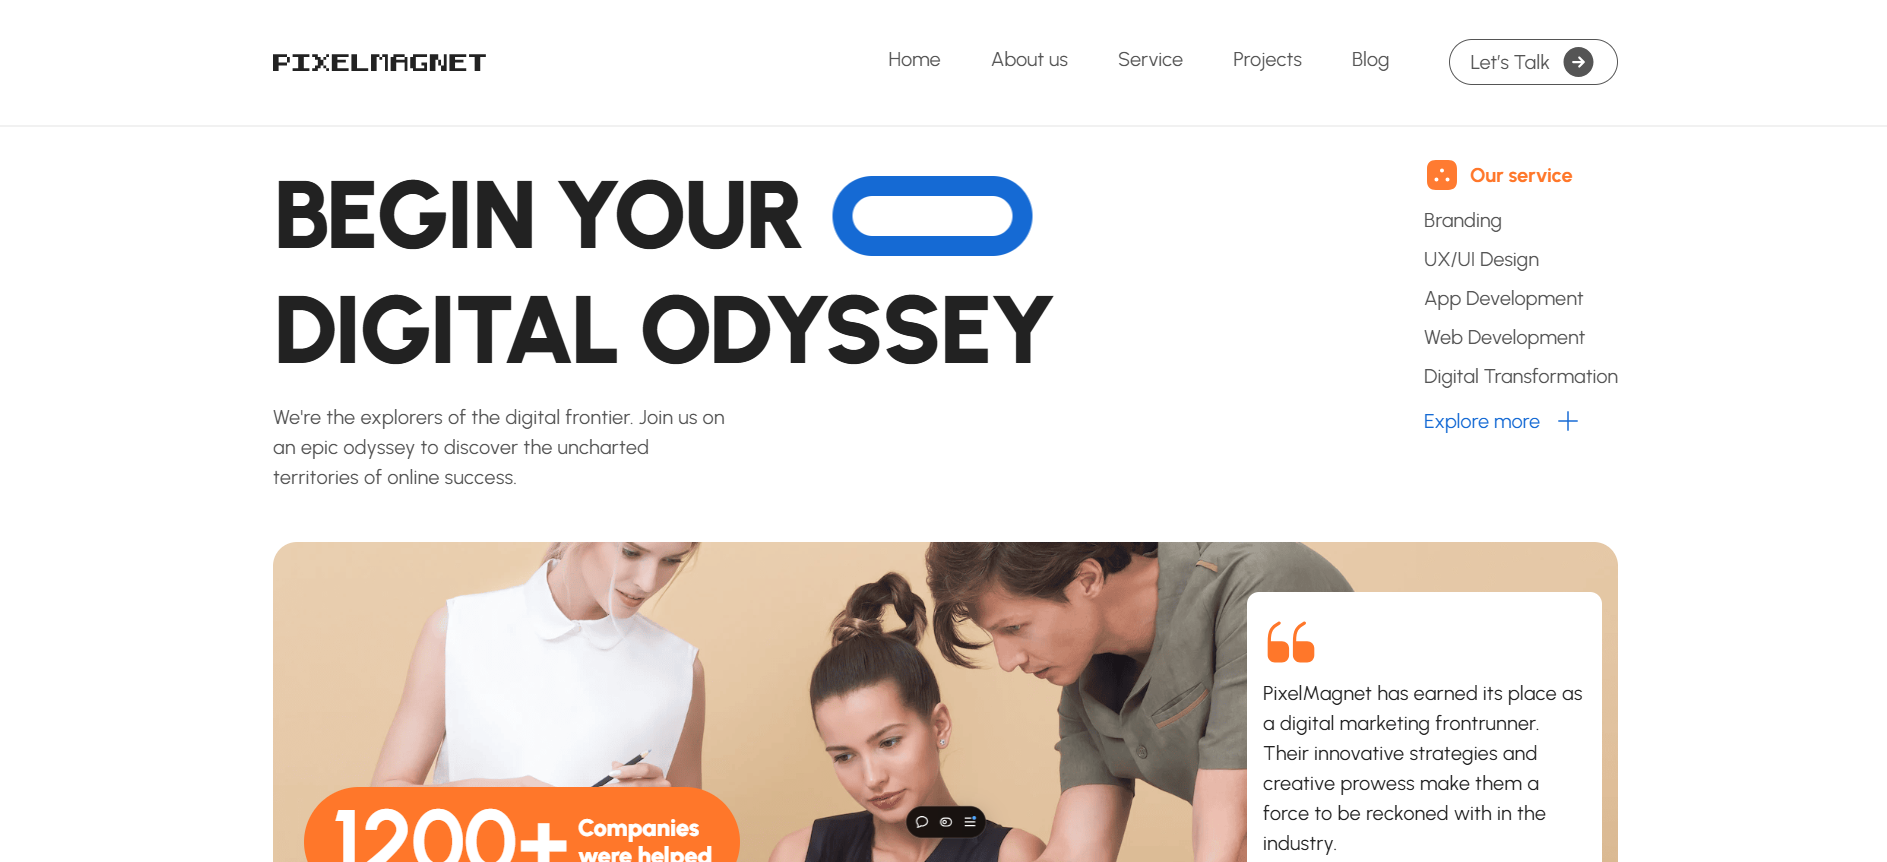 PIXELMAGNET
Home About us Service Projects Blog Let's Talk
BEGIN YOUR
DIGITAL ODYSSEY
We're the explorers of the digital frontier. Join us on
an epic odyssey to discover the uncharted
territories of online success.
Our service
Branding
UX/UI Design
App Development
Web Development
Digital Transformation
Explore more
1200+ Companies
were helped
PixelMagnet has earned its place as
a digital marketing frontrunner.
Their innovative strategies and
creative prowess make them a
force to be reckoned with in the
industry.